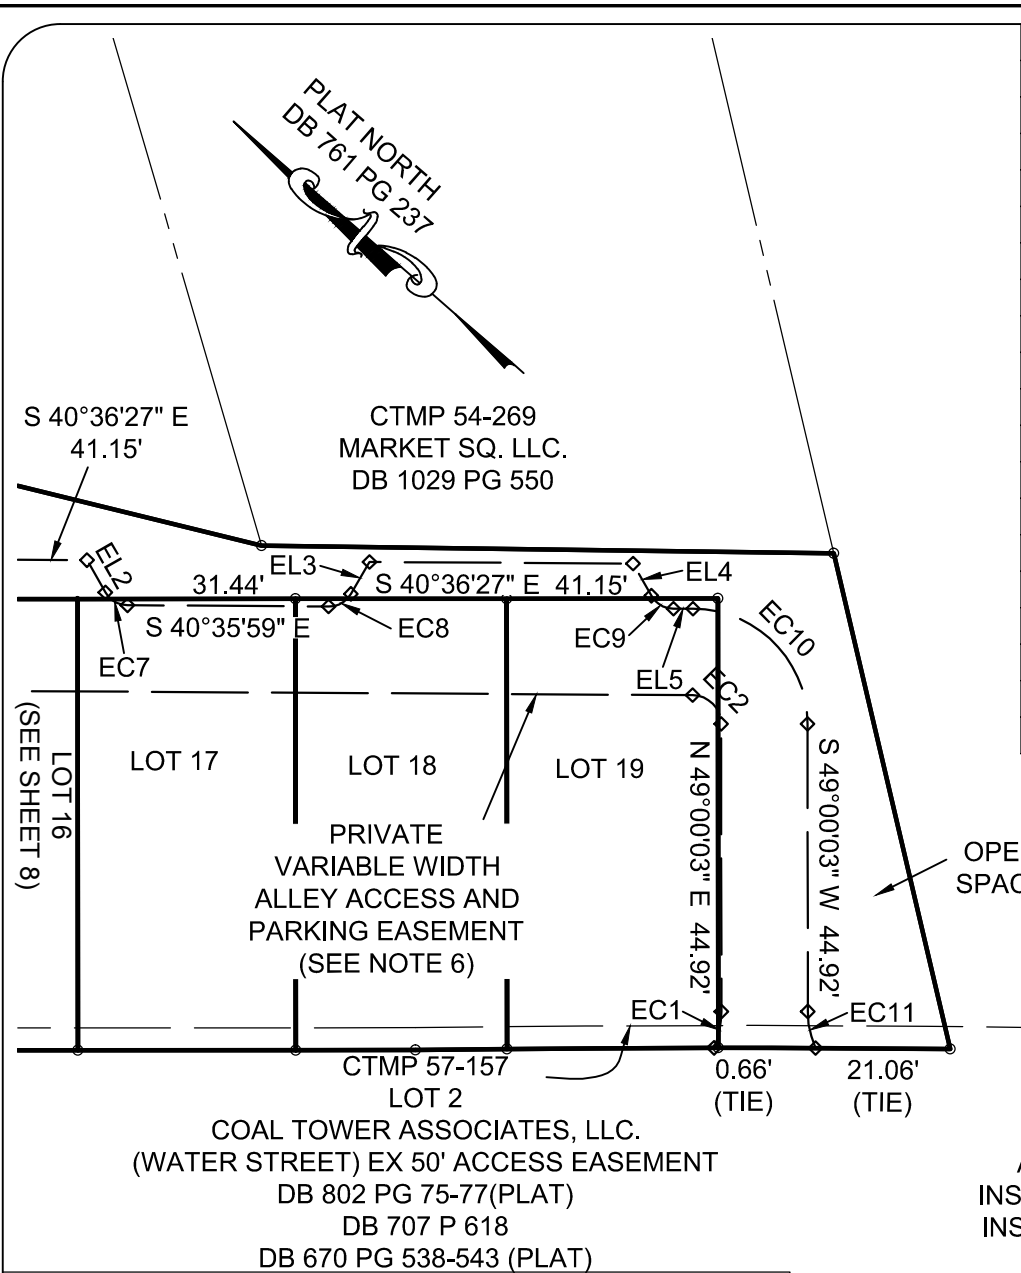 PLAT NORTH
DB 761 PG 237
S 40°36'27" E
41.15'
CTMP 54-269
MARKET SQ. LLC.
DB 1029 PG 550
EL2
31.44'
EL3
S 40°36'27" E 41.15'
EL4
S 40°35'59" E
EC7
EC8
EC9
EL5
EC10
EC2
LOT 16
(SEE SHEET 8)
LOT 17
LOT 18
LOT 19
N 49°00'03" E 44.92'
S 49°00'03" W 44.92'
PRIVATE
VARIABLE WIDTH
ALLEY ACCESS AND
PARKING EASEMENT
(SEE NOTE 6)
EC1
EC11
0.66'
(TIE)
21.06'
(TIE)
CTMP 57-157
LOT 2
COAL TOWER ASSOCIATES, LLC.
(WATER STREET) EX 50' ACCESS EASEMENT
DB 802 PG 75-77(PLAT)
DB 707 P 618
DB 670 PG 538-543 (PLAT)
OPE
SPAC
INS
INS